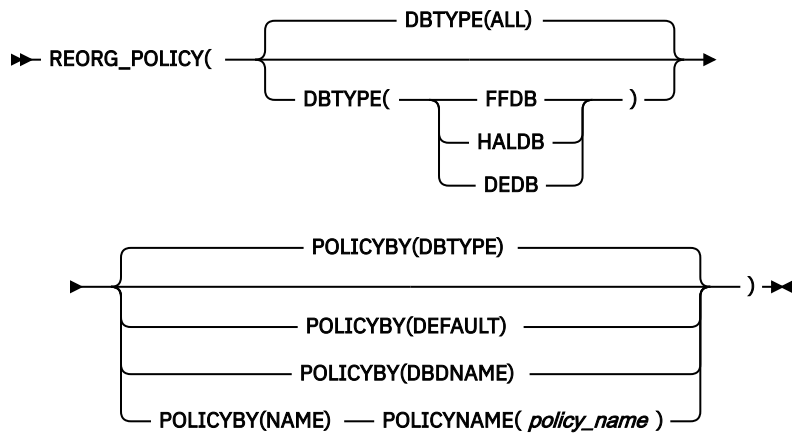 DBTYPE(ALL)
REORG_POLICY(
DBTYPE( FFDB )
HALDB
DEDB
POLICYBY(DBTYPE)
)
POLICYBY(DEFAULT)
POLICYBY(DBDNAME)
POLICYBY(NAME) POLICYNAME( policy_name )